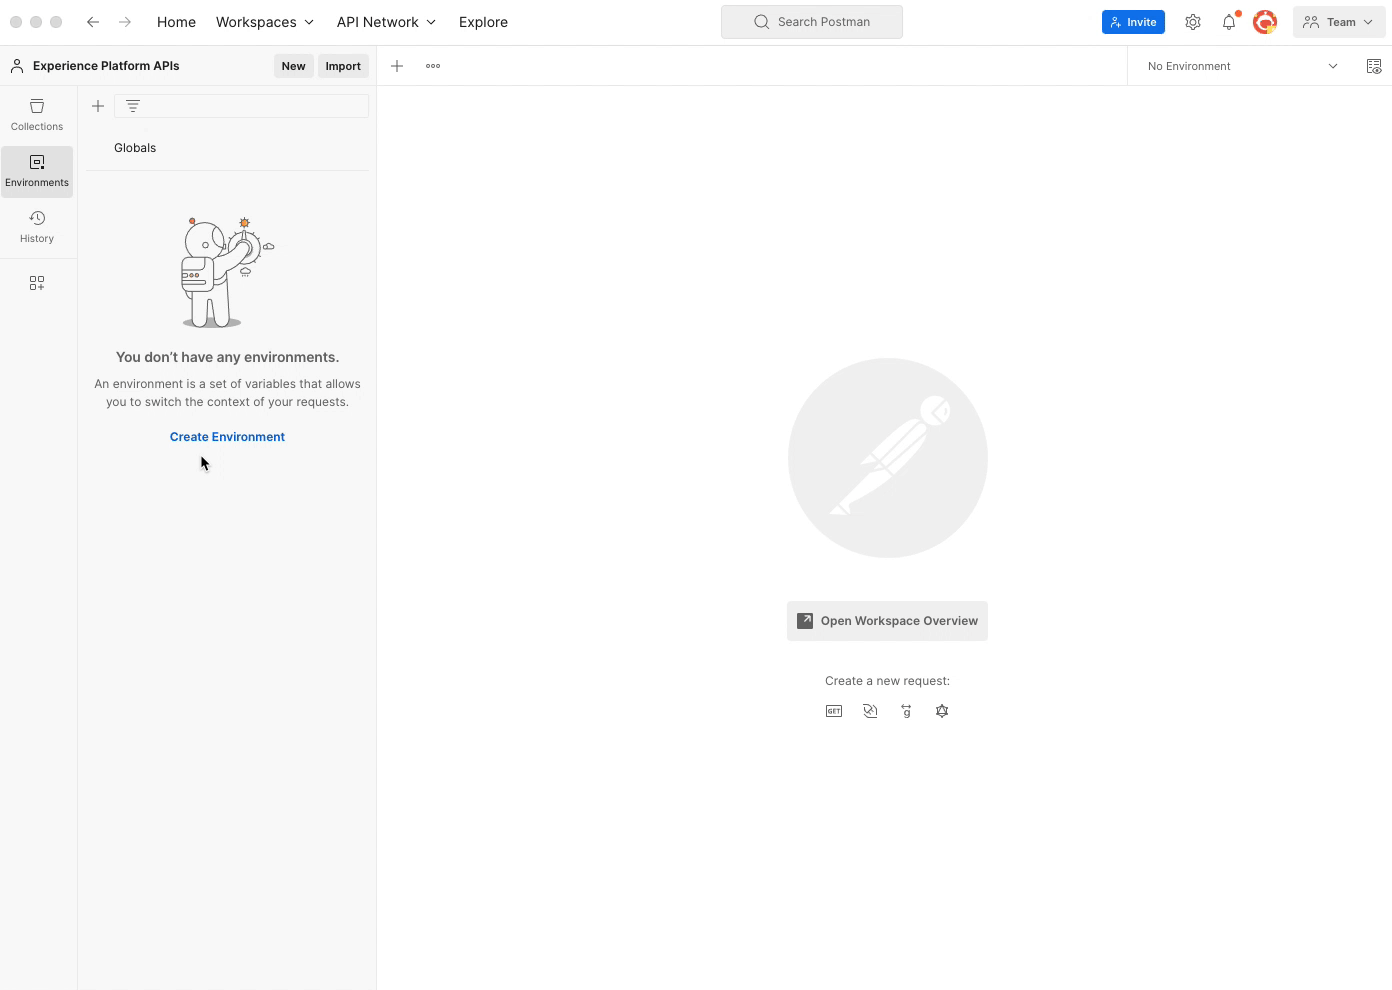 Home Workspaces API Network Explore Search Postman Invite Team
Experience Platform APIs New Import No Environment
Collections
Environments
History
Globals
You don't have any environments.
An environment is a set of variables that allows
you to switch the context of your requests.
Create Environment
Open Workspace Overview
Create a new request:
GET
g